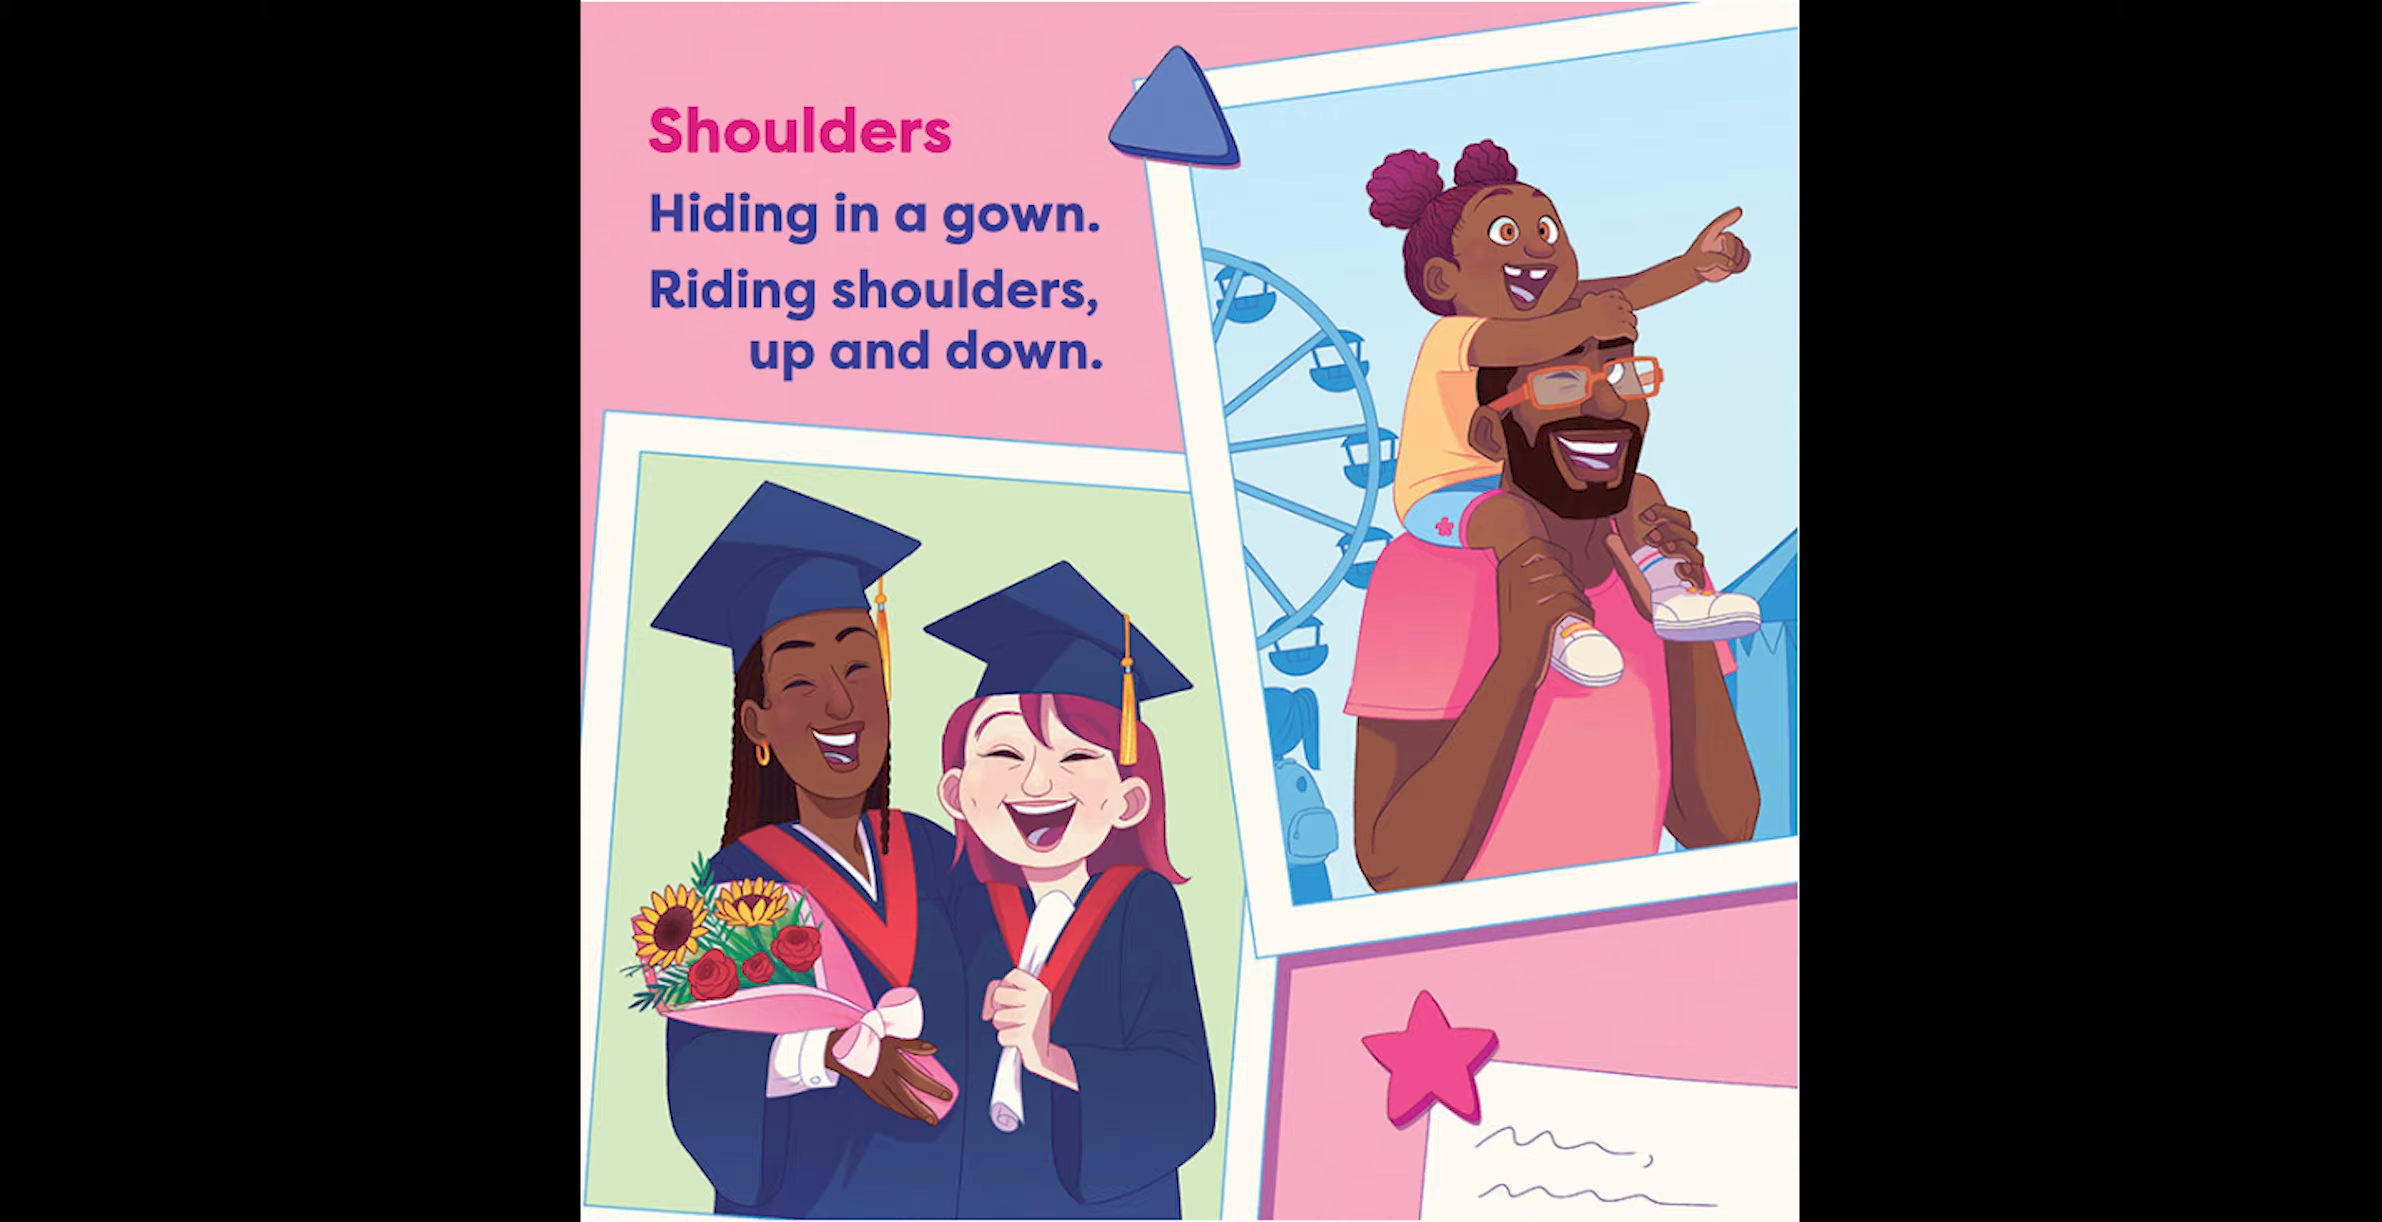 Shoulders
Hiding in a gown.
Riding shoulders,
up and down.